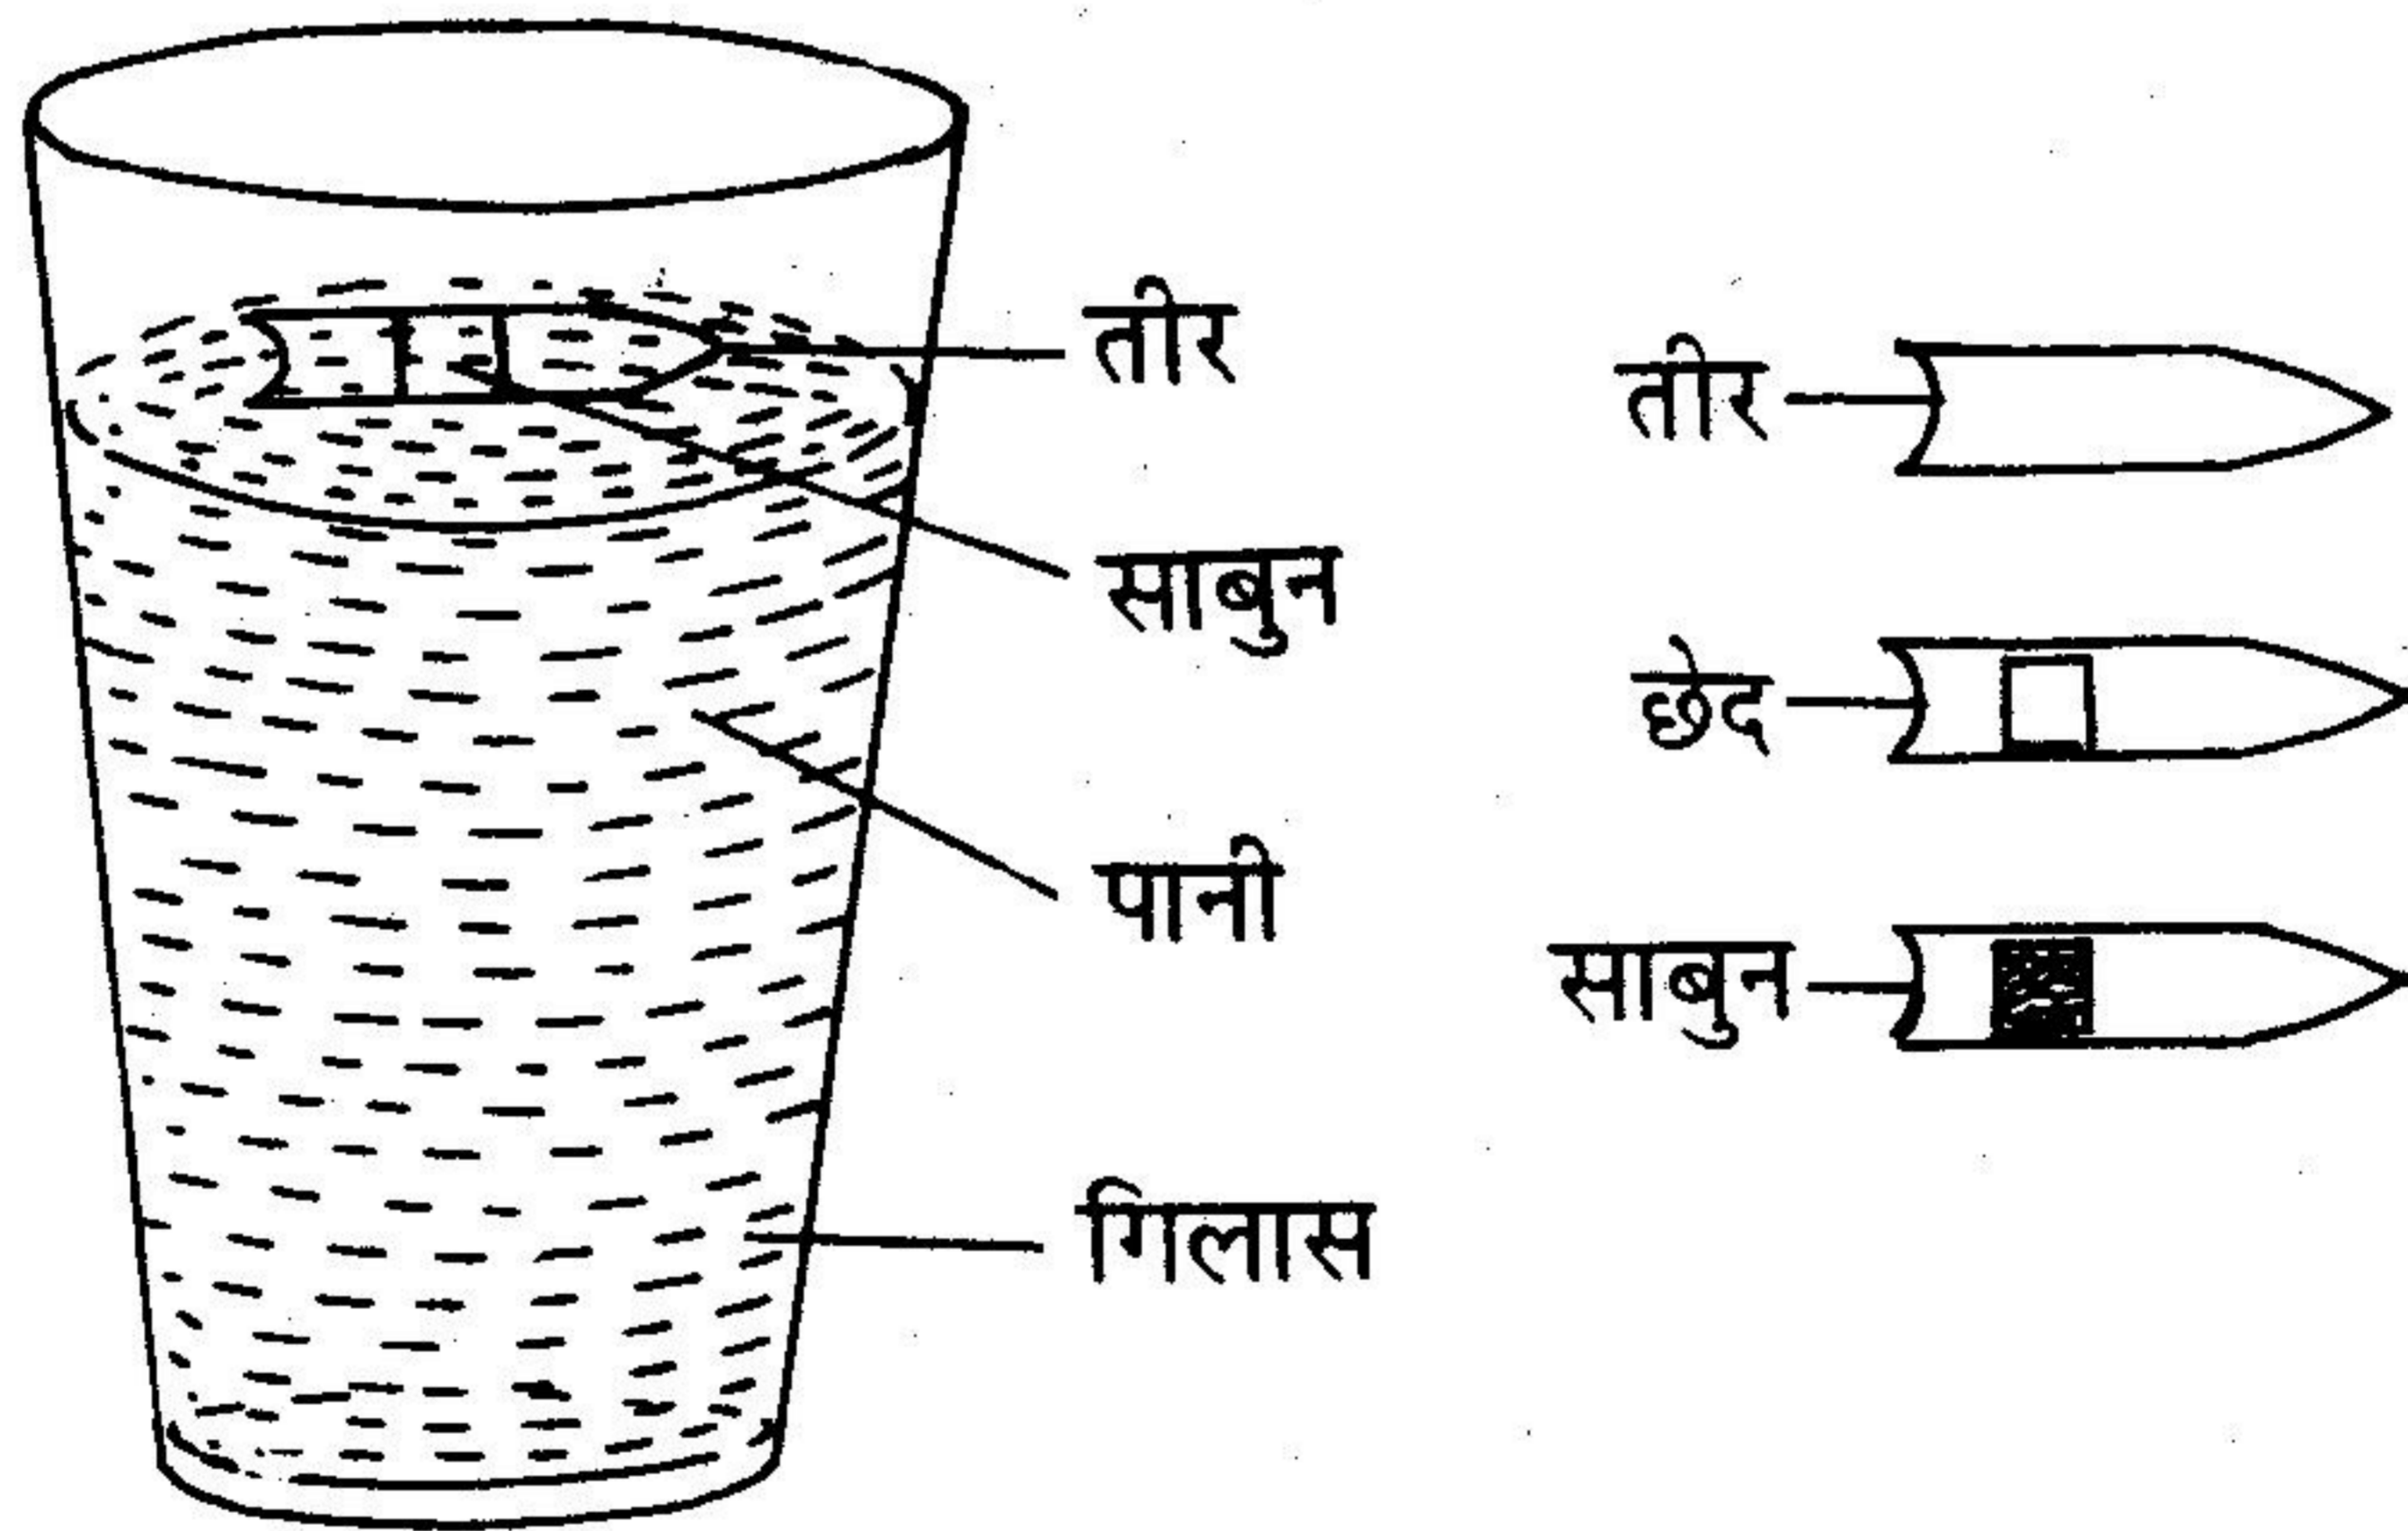 तीर
साबुन
पानी
गिलास
तीर
छेद
साबुन